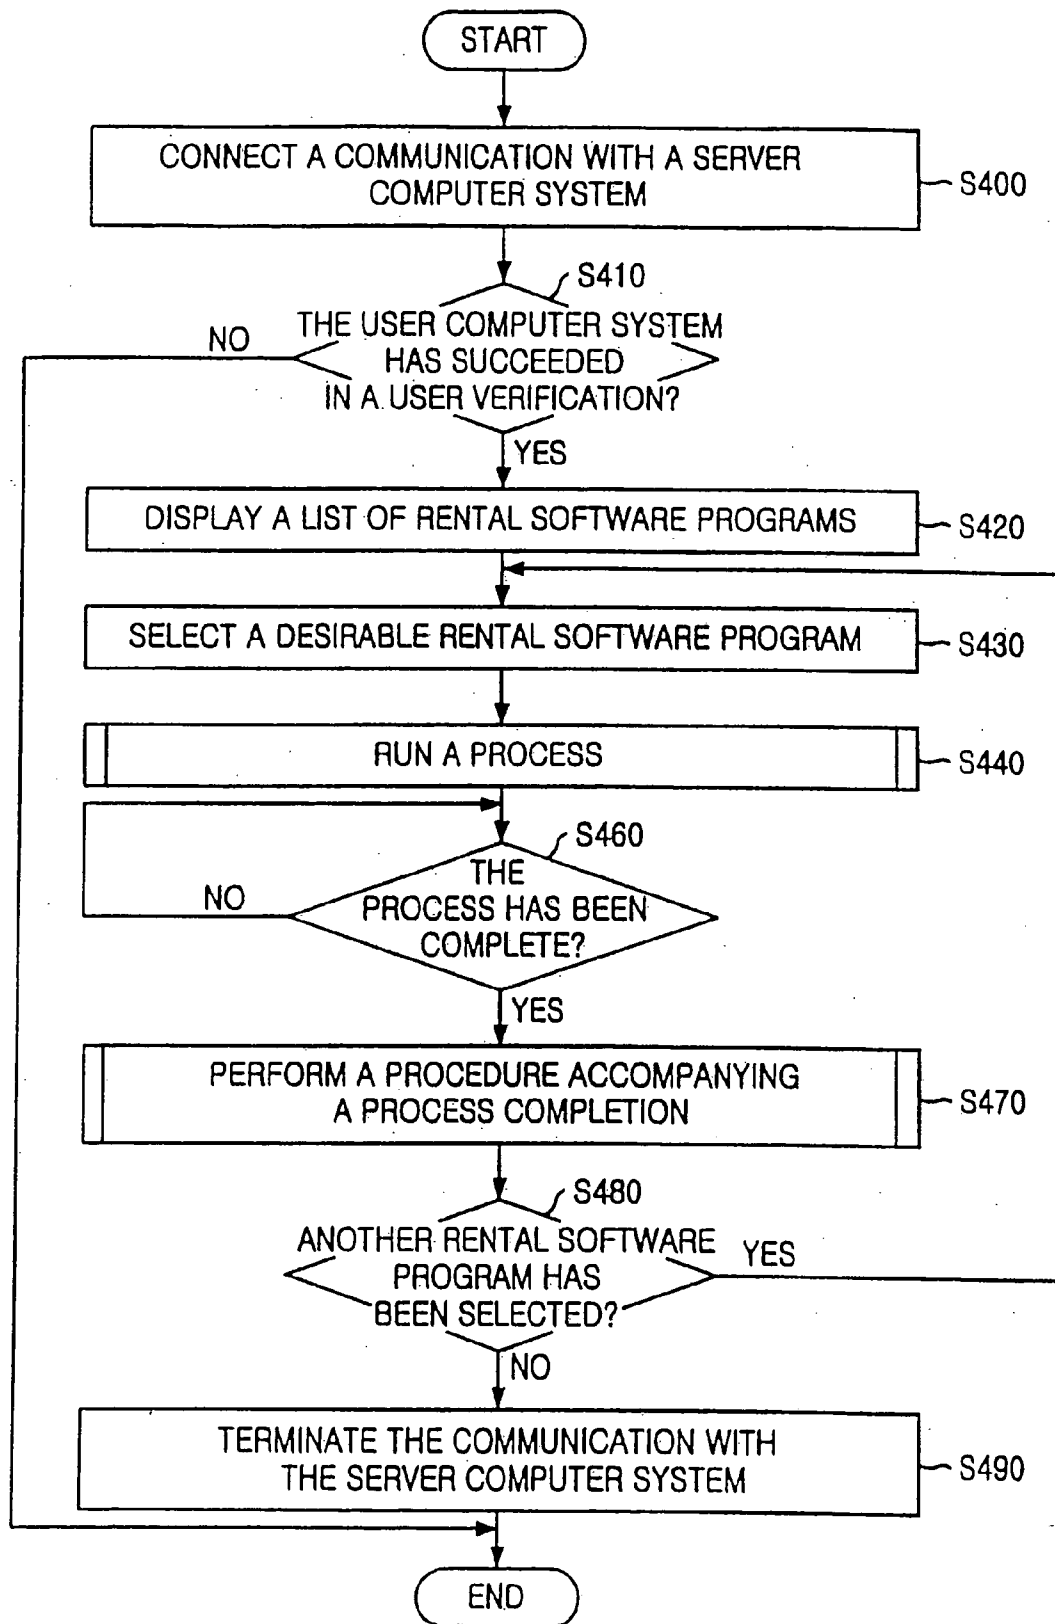 START
CONNECT A COMMUNICATION WITH A SERVER
COMPUTER SYSTEM
S400
S410
THE USER COMPUTER SYSTEM
HAS SUCCEEDED
IN A USER VERIFICATION?
NO
YES
DISPLAY A LIST OF RENTAL SOFTWARE PROGRAMS
S420
SELECT A DESIRABLE RENTAL SOFTWARE PROGRAM
S430
RUN A PROCESS
S440
S460
THE
PROCESS HAS BEEN
COMPLETE?
NO
YES
PERFORM A PROCEDURE ACCOMPANYING
A PROCESS COMPLETION
S470
S480
ANOTHER RENTAL SOFTWARE
PROGRAM HAS
BEEN SELECTED?
YES
NO
TERMINATE THE COMMUNICATION WITH
THE SERVER COMPUTER SYSTEM
S490
END